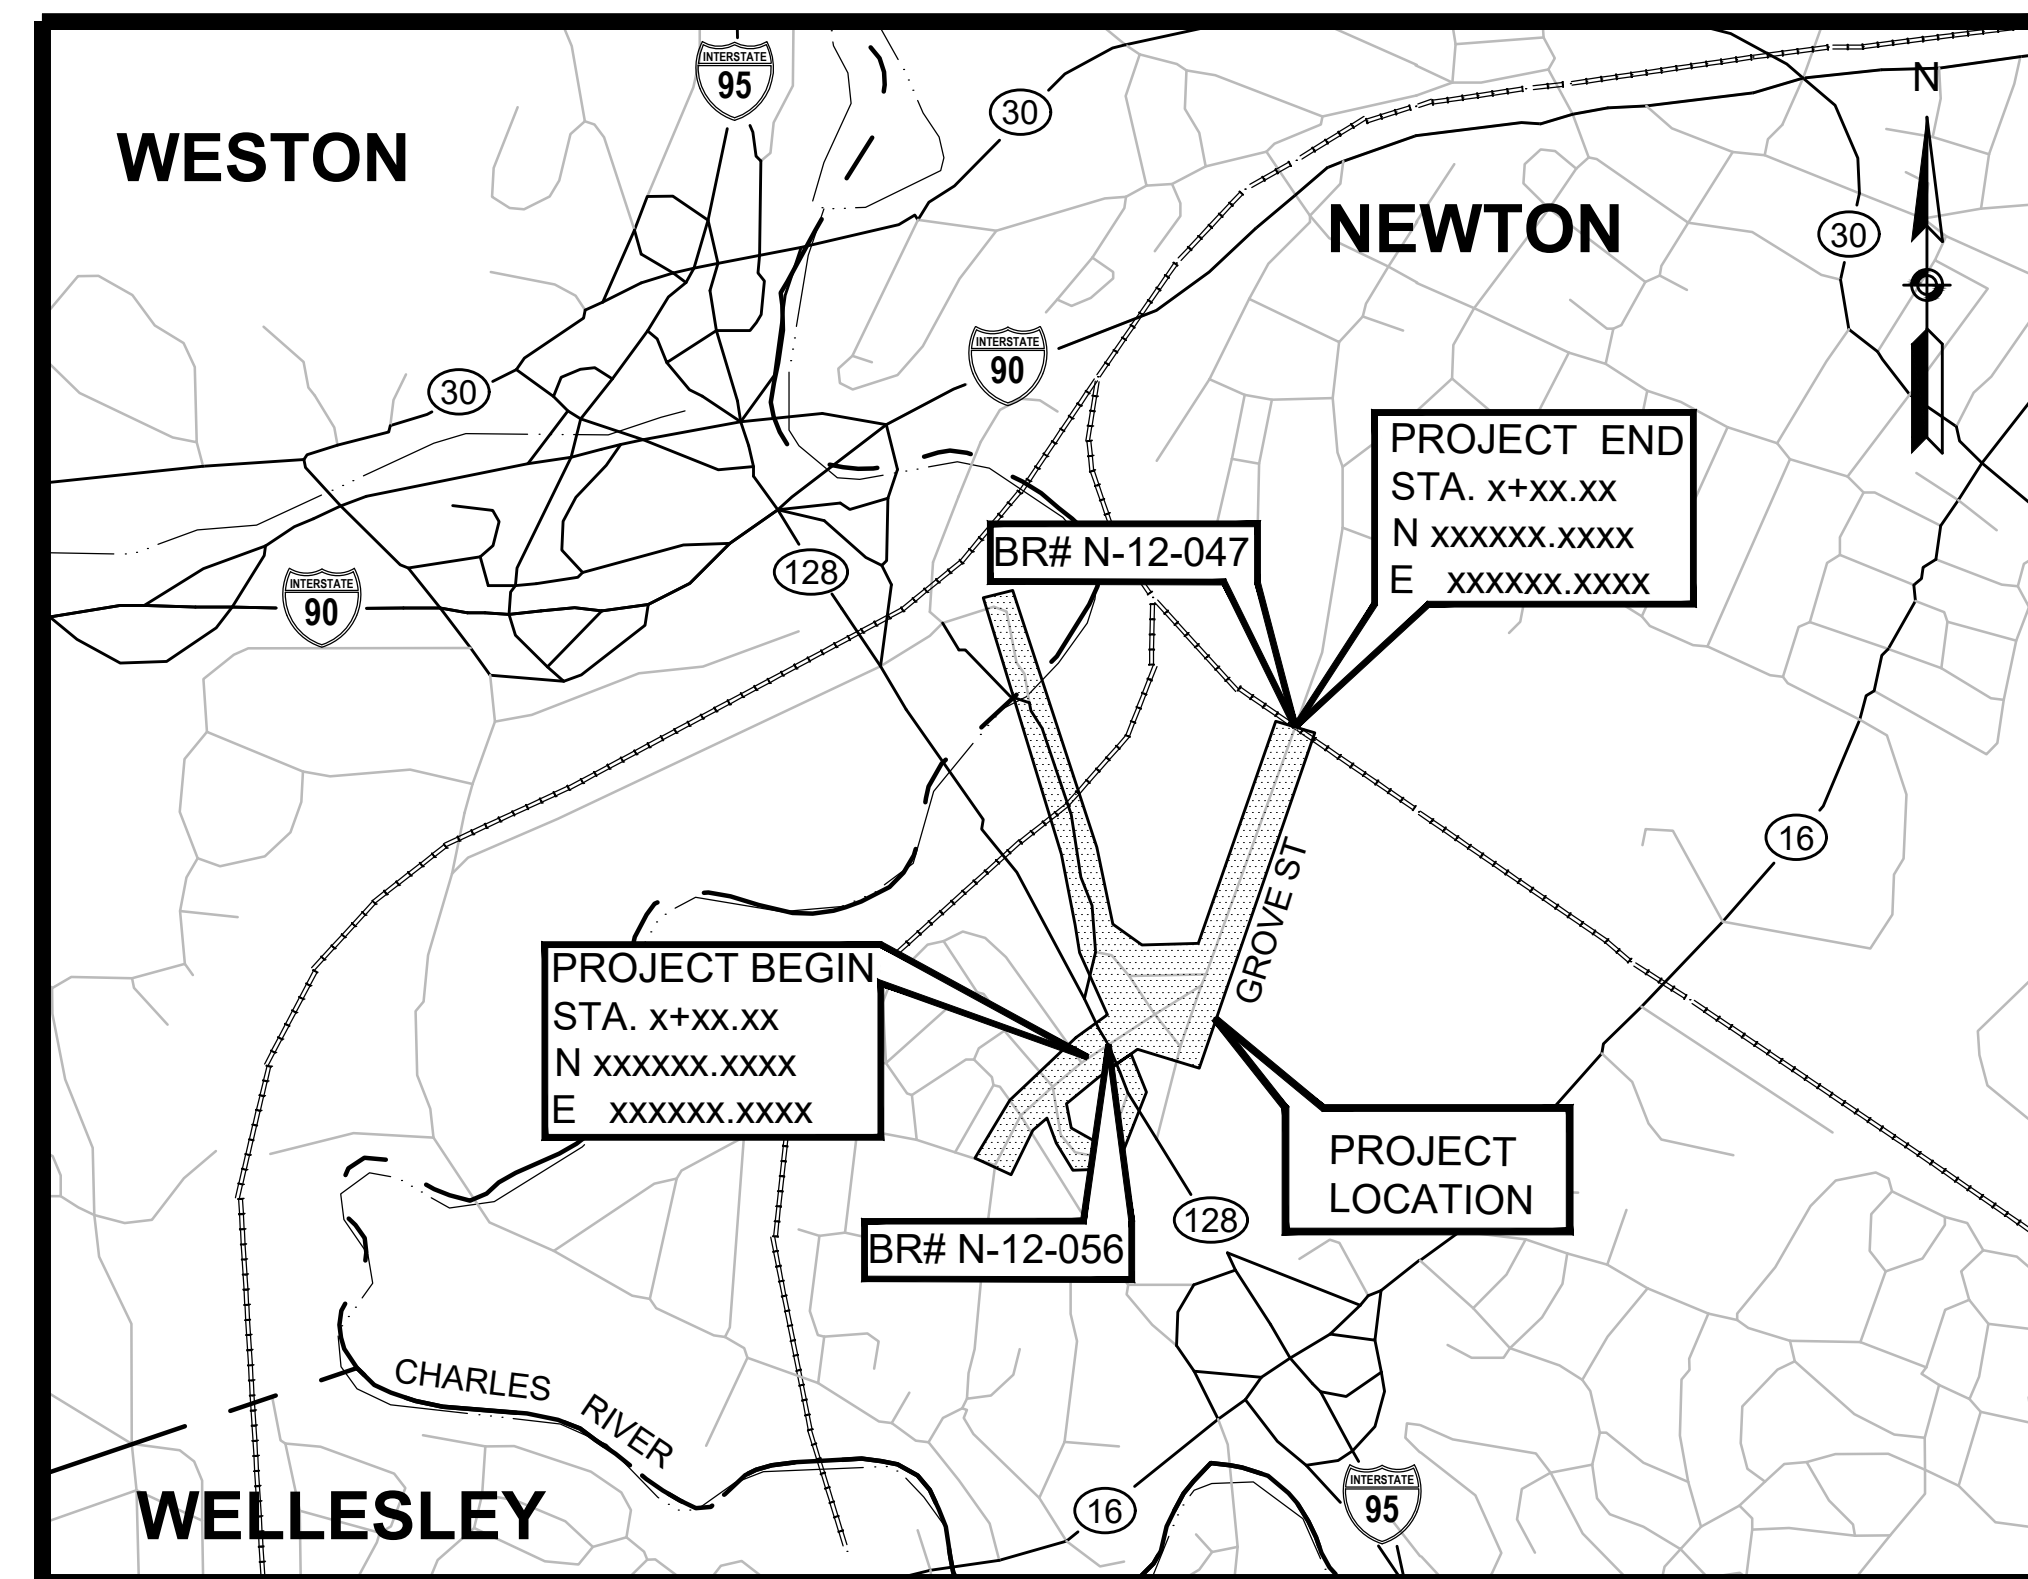 INTERSTATE
95
30
N
WESTON
NEWTON
30
INTERSTATE
90
30
PROJECT END
STA. x+xx.xx
N xxxxxx.xxxx
E xxxxxx.xxxx
BR# N-12-047
128
INTERSTATE
90
16
GROVE ST
PROJECT BEGIN
STA. x+xx.xx
N xxxxxx.xxxx
E xxxxxx.xxxx
PROJECT
LOCATION
128
BR# N-12-056
CHARLES RIVER
INTERSTATE
95
16
WELLESLEY